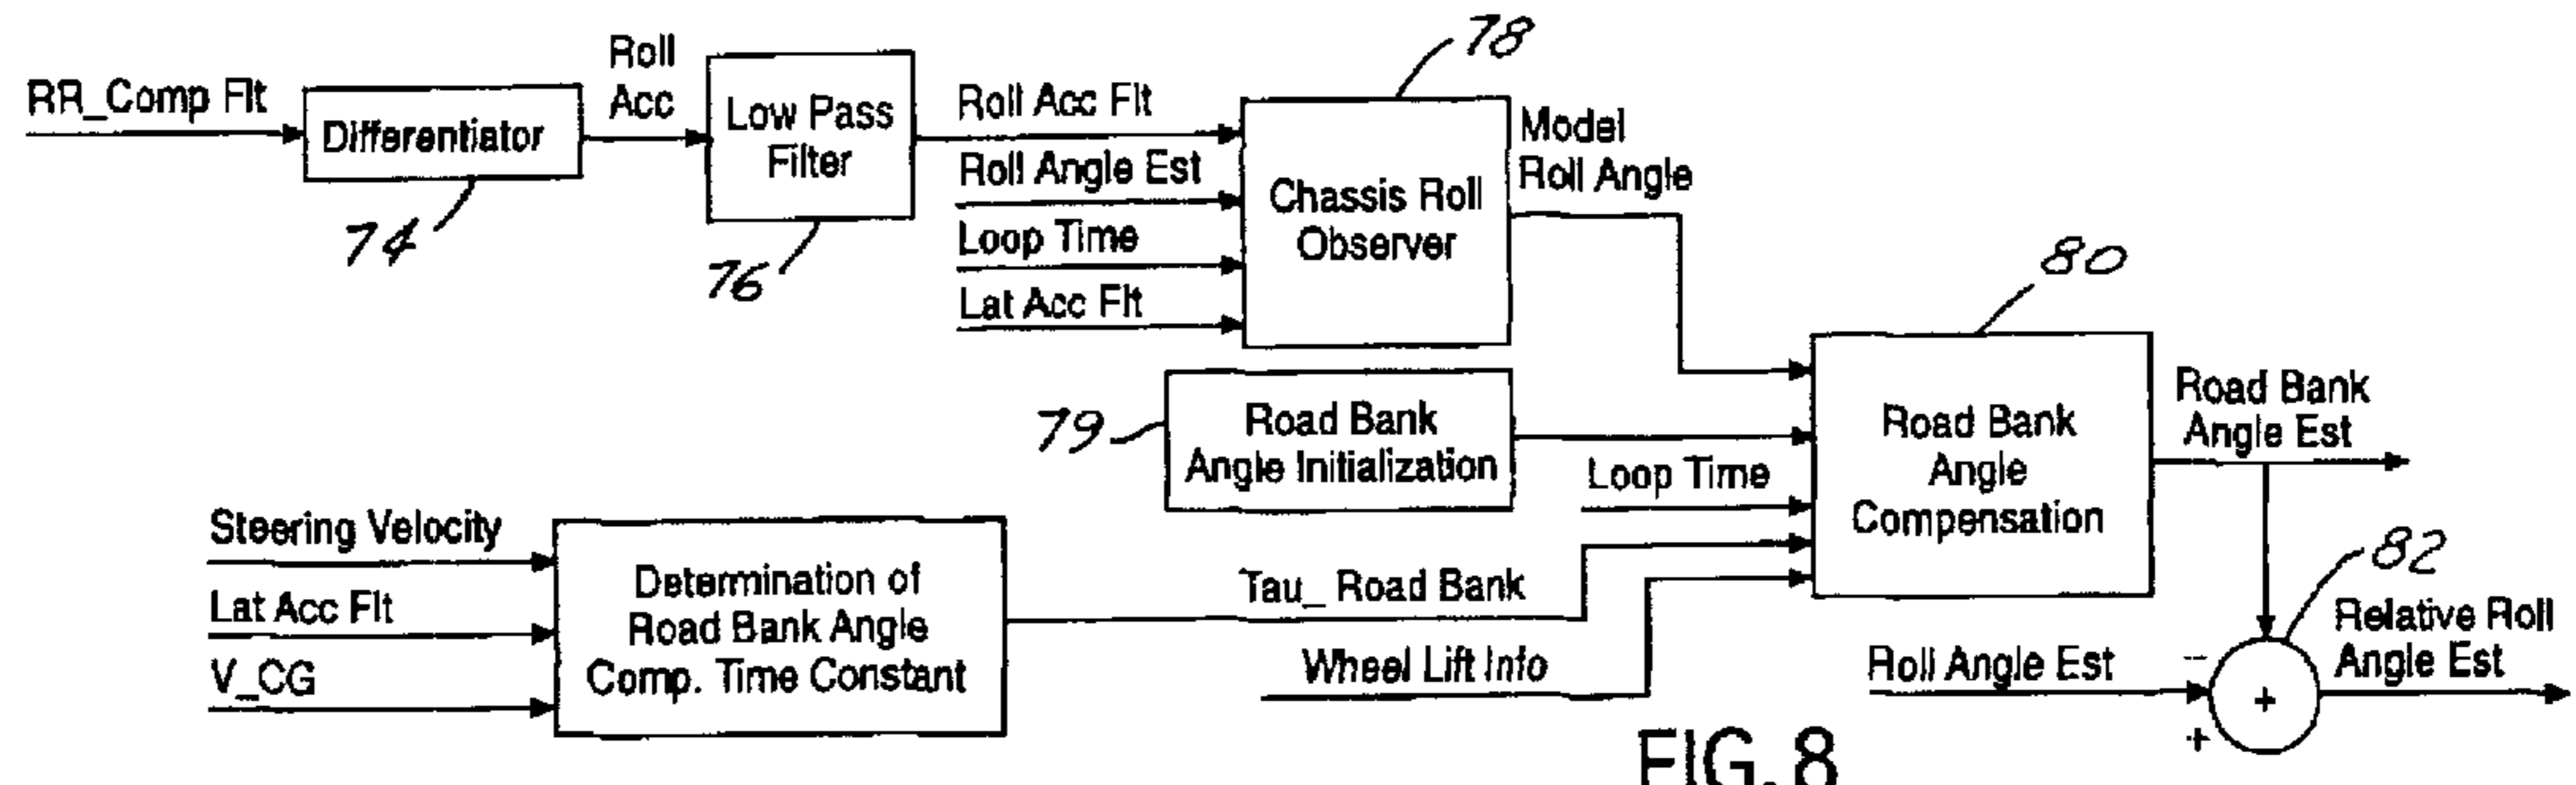 RR_Comp Flt
Differentiator
74
Roll
Acc
Low Pass
Filter
76
Roll Acc Flt
Roll Angle Est
Loop Time
Lat Acc Flt
78
Chassis Roll
Observer
Model
Roll Angle
79
Road Bank
Angle Initialization
Loop Time
80
Road Bank
Angle
Compensation
Road Bank
Angle Est
Steering Velocity
Lat Acc Flt
V_CG
Determination of
Road Bank Angle
Comp. Time Constant
Tau_ Road Bank
Wheel Lift Info
82
Roll Angle Est
−
+
+
Relative Roll
Angle Est
FIG. 8